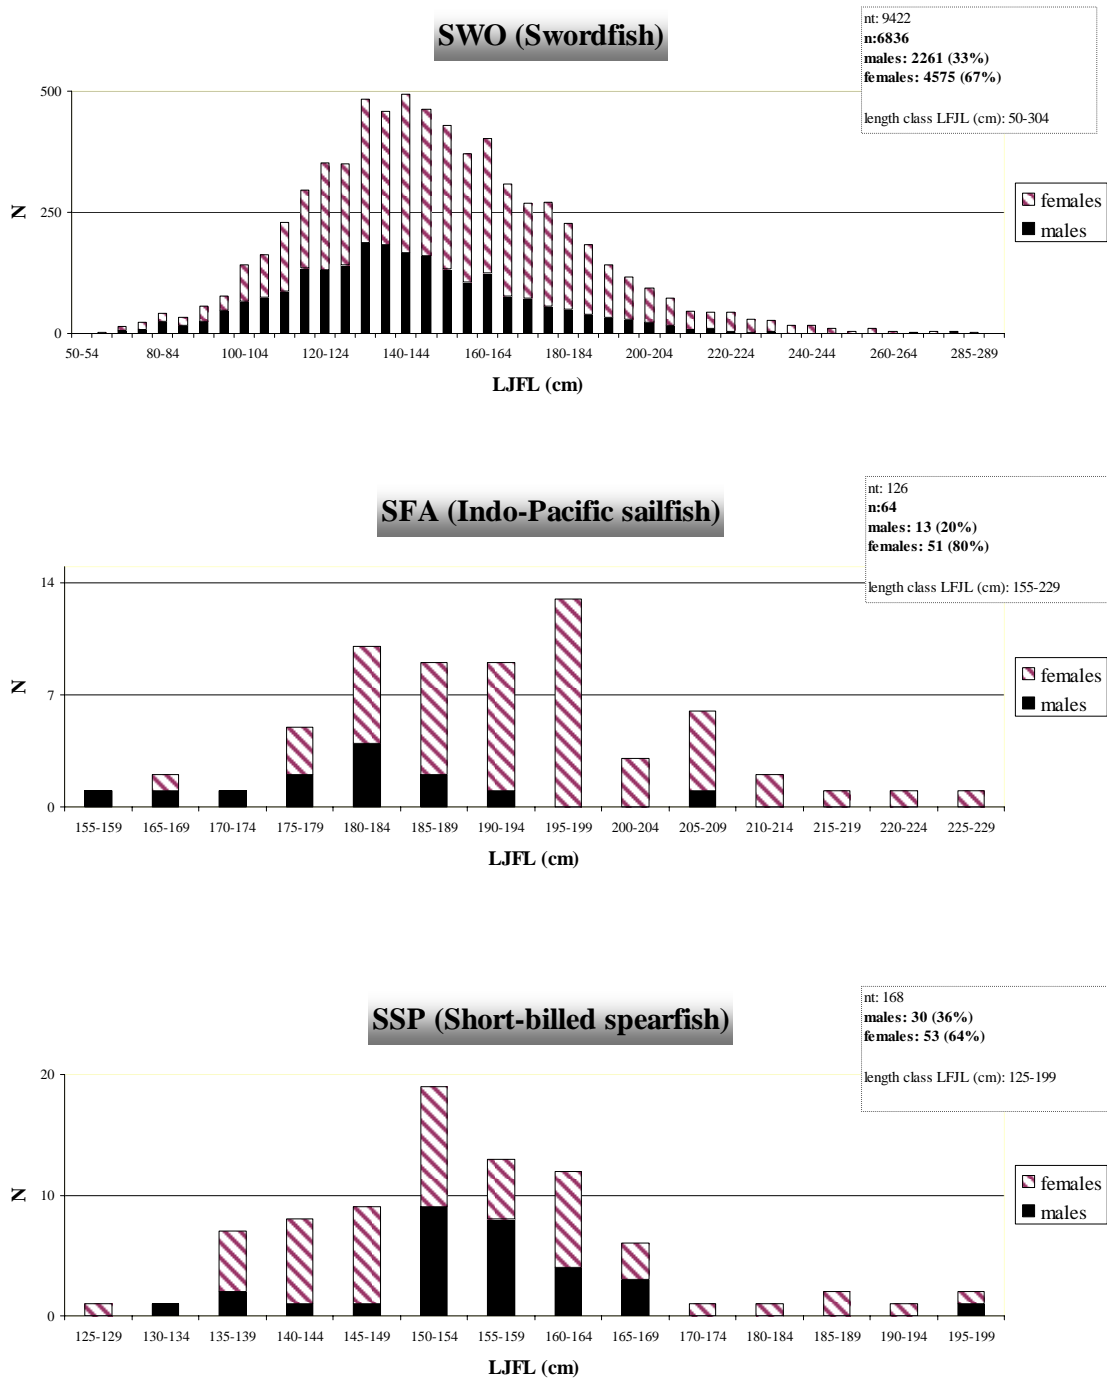 SWO (Swordfish)
nt: 9422
n:6836
males: 2261 (33%)
females: 4575 (67%)
length class LFJL (cm): 50-304
500
250
0
N
50-54 80-84 100-104 120-124 140-144 160-164 180-184 200-204 220-224 240-244 260-264 285-289
LJFL (cm)
females
males
SFA (Indo-Pacific sailfish)
nt: 126
n:64
males: 13 (20%)
females: 51 (80%)
length class LFJL (cm): 155-229
14
7
0
N
155-159 165-169 170-174 175-179 180-184 185-189 190-194 195-199 200-204 205-209 210-214 215-219 220-224 225-229
LJFL (cm)
females
males
SSP (Short-billed spearfish)
nt: 168
males: 30 (36%)
females: 53 (64%)
length class LFJL (cm): 125-199
20
10
0
N
125-129 130-134 135-139 140-144 145-149 150-154 155-159 160-164 165-169 170-174 180-184 185-189 190-194 195-199
LJFL (cm)
females
males